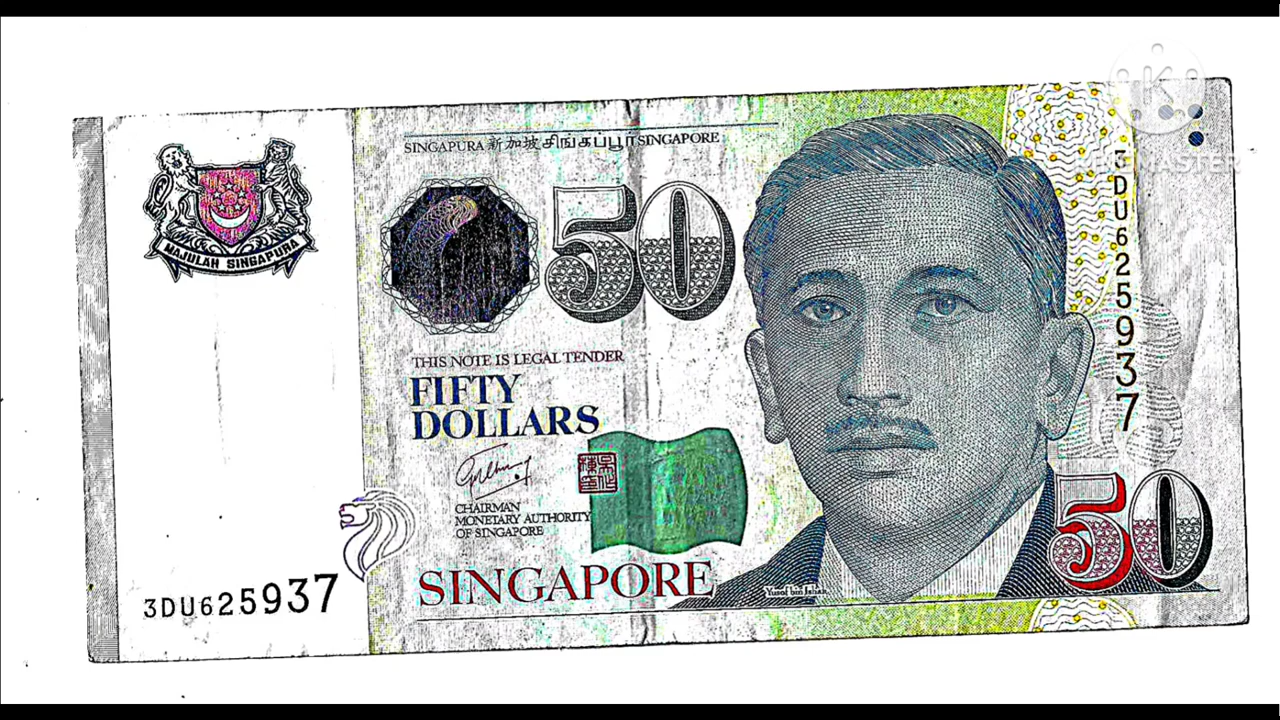 SINGAPURA 新加坡 சிங்கப்பூர் SINGAPORE
50
MAJULAH SINGAPURA
THIS NOTE IS LEGAL TENDER
FIFTY
DOLLARS
CHAIRMAN
MONETARY AUTHORITY
OF SINGAPORE
SINGAPORE
3DU625937
Yusof bin Ishak
3DU625937
50
K
KINEMASTER